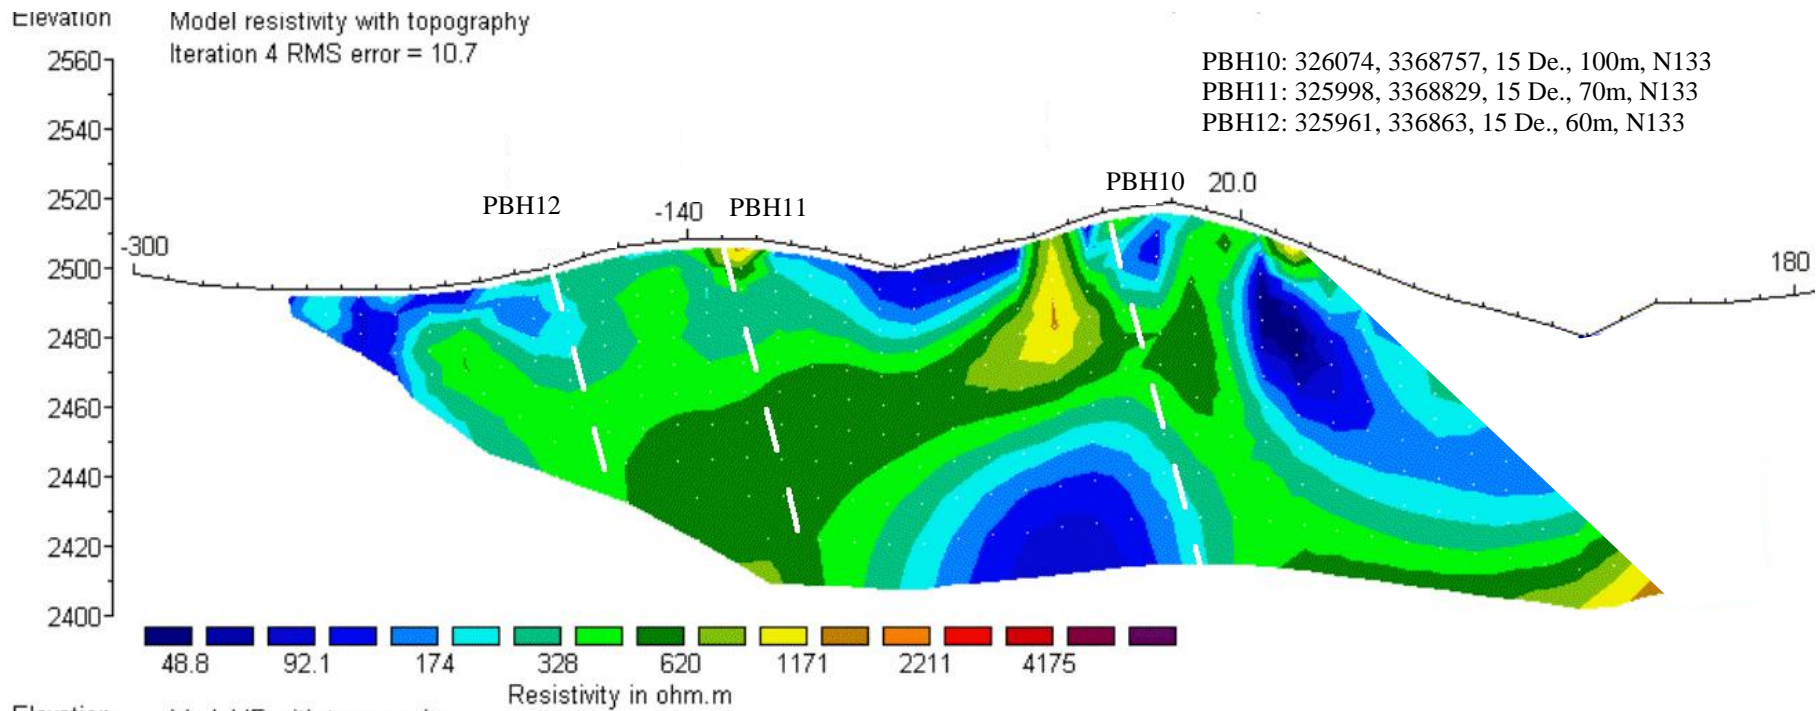 Elevation
Model resistivity with topography
Iteration 4 RMS error = 10.7
PBH10: 326074, 3368757, 15 De., 100m, N133
PBH11: 325998, 3368829, 15 De., 70m, N133
PBH12: 325961, 336863, 15 De., 60m, N133
2560
2540
2520
2500
2480
2460
2440
2420
2400
-300
PBH12
-140
PBH11
PBH10
20.0
180
48.8 92.1 174 328 620 1171 2211 4175
Resistivity in ohm.m
Elevation